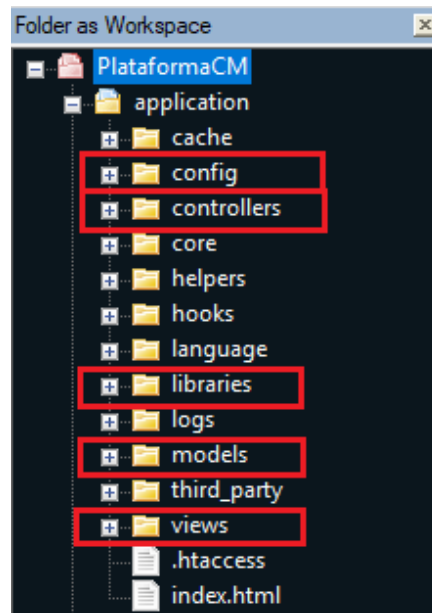 Folder as Workspace
PlataformaCM
application
cache
config
controllers
core
helpers
hooks
language
libraries
logs
models
third_party
views
.htaccess
index.html